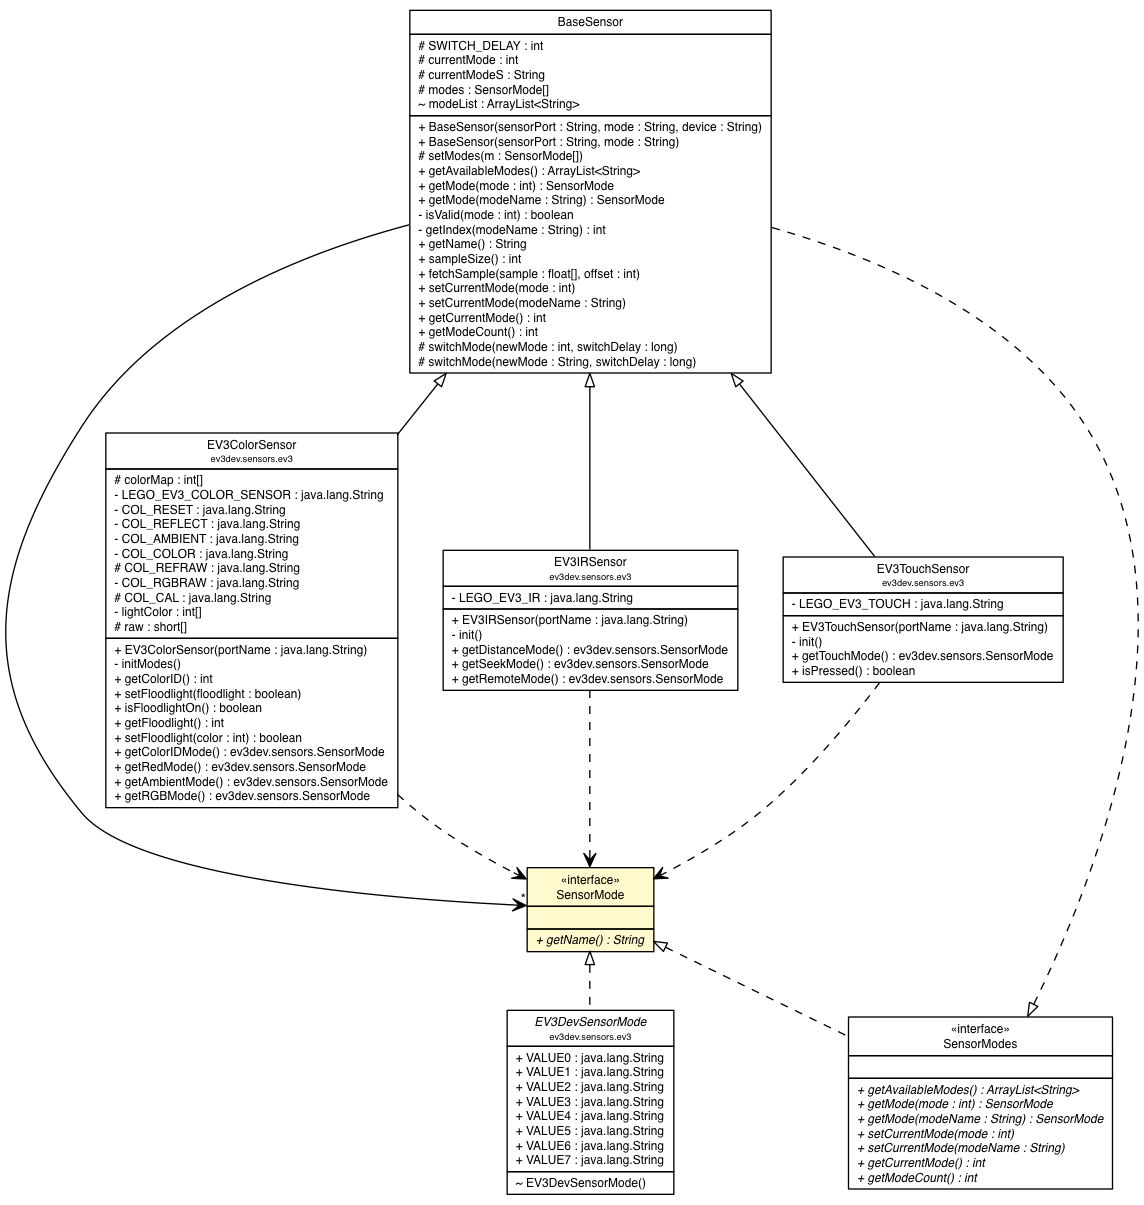 BaseSensor
# SWITCH_DELAY : int
# currentMode : int
# currentModeS : String
# modes : SensorMode[]
~ modeList : ArrayList<String>
+ BaseSensor(sensorPort : String, mode : String, device : String)
+ BaseSensor(sensorPort : String, mode : String)
# setModes(m : SensorMode[])
+ getAvailableModes() : ArrayList<String>
+ getMode(mode : int) : SensorMode
+ getMode(modeName : String) : SensorMode
- isValid(mode : int) : boolean
- getIndex(modeName : String) : int
+ getName() : String
+ sampleSize() : int
+ fetchSample(sample : float[], offset : int)
+ setCurrentMode(mode : int)
+ setCurrentMode(modeName : String)
+ getCurrentMode() : int
+ getModeCount() : int
# switchMode(newMode : int, switchDelay : long)
# switchMode(newMode : String, switchDelay : long)
EV3ColorSensor
ev3dev.sensors.ev3
# colorMap : int[]
- LEGO_EV3_COLOR_SENSOR : java.lang.String
- COL_RESET : java.lang.String
- COL_REFLECT : java.lang.String
- COL_AMBIENT : java.lang.String
- COL_COLOR : java.lang.String
# COL_REFRAW : java.lang.String
- COL_RGBRAW : java.lang.String
# COL_CAL : java.lang.String
- lightColor : int[]
# raw : short[]
+ EV3ColorSensor(portName : java.lang.String)
- initModes()
+ getColorID() : int
+ setFloodlight(floodlight : boolean)
+ isFloodlightOn() : boolean
+ getFloodlight() : int
+ setFloodlight(color : int) : boolean
+ getColorIDMode() : ev3dev.sensors.SensorMode
+ getRedMode() : ev3dev.sensors.SensorMode
+ getAmbientMode() : ev3dev.sensors.SensorMode
+ getRGBMode() : ev3dev.sensors.SensorMode
EV3IRSensor
ev3dev.sensors.ev3
- LEGO_EV3_IR : java.lang.String
+ EV3IRSensor(portName : java.lang.String)
- init()
+ getDistanceMode() : ev3dev.sensors.SensorMode
+ getSeekMode() : ev3dev.sensors.SensorMode
+ getRemoteMode() : ev3dev.sensors.SensorMode
EV3TouchSensor
ev3dev.sensors.ev3
- LEGO_EV3_TOUCH : java.lang.String
+ EV3TouchSensor(portName : java.lang.String)
- init()
+ getTouchMode() : ev3dev.sensors.SensorMode
+ isPressed() : boolean
*
«interface»
SensorMode
+ getName() : String
EV3DevSensorMode
ev3dev.sensors.ev3
+ VALUE0 : java.lang.String
+ VALUE1 : java.lang.String
+ VALUE2 : java.lang.String
+ VALUE3 : java.lang.String
+ VALUE4 : java.lang.String
+ VALUE5 : java.lang.String
+ VALUE6 : java.lang.String
+ VALUE7 : java.lang.String
~ EV3DevSensorMode()
«interface»
SensorModes
+ getAvailableModes() : ArrayList<String>
+ getMode(mode : int) : SensorMode
+ getMode(modeName : String) : SensorMode
+ setCurrentMode(mode : int)
+ setCurrentMode(modeName : String)
+ getCurrentMode() : int
+ getModeCount() : int